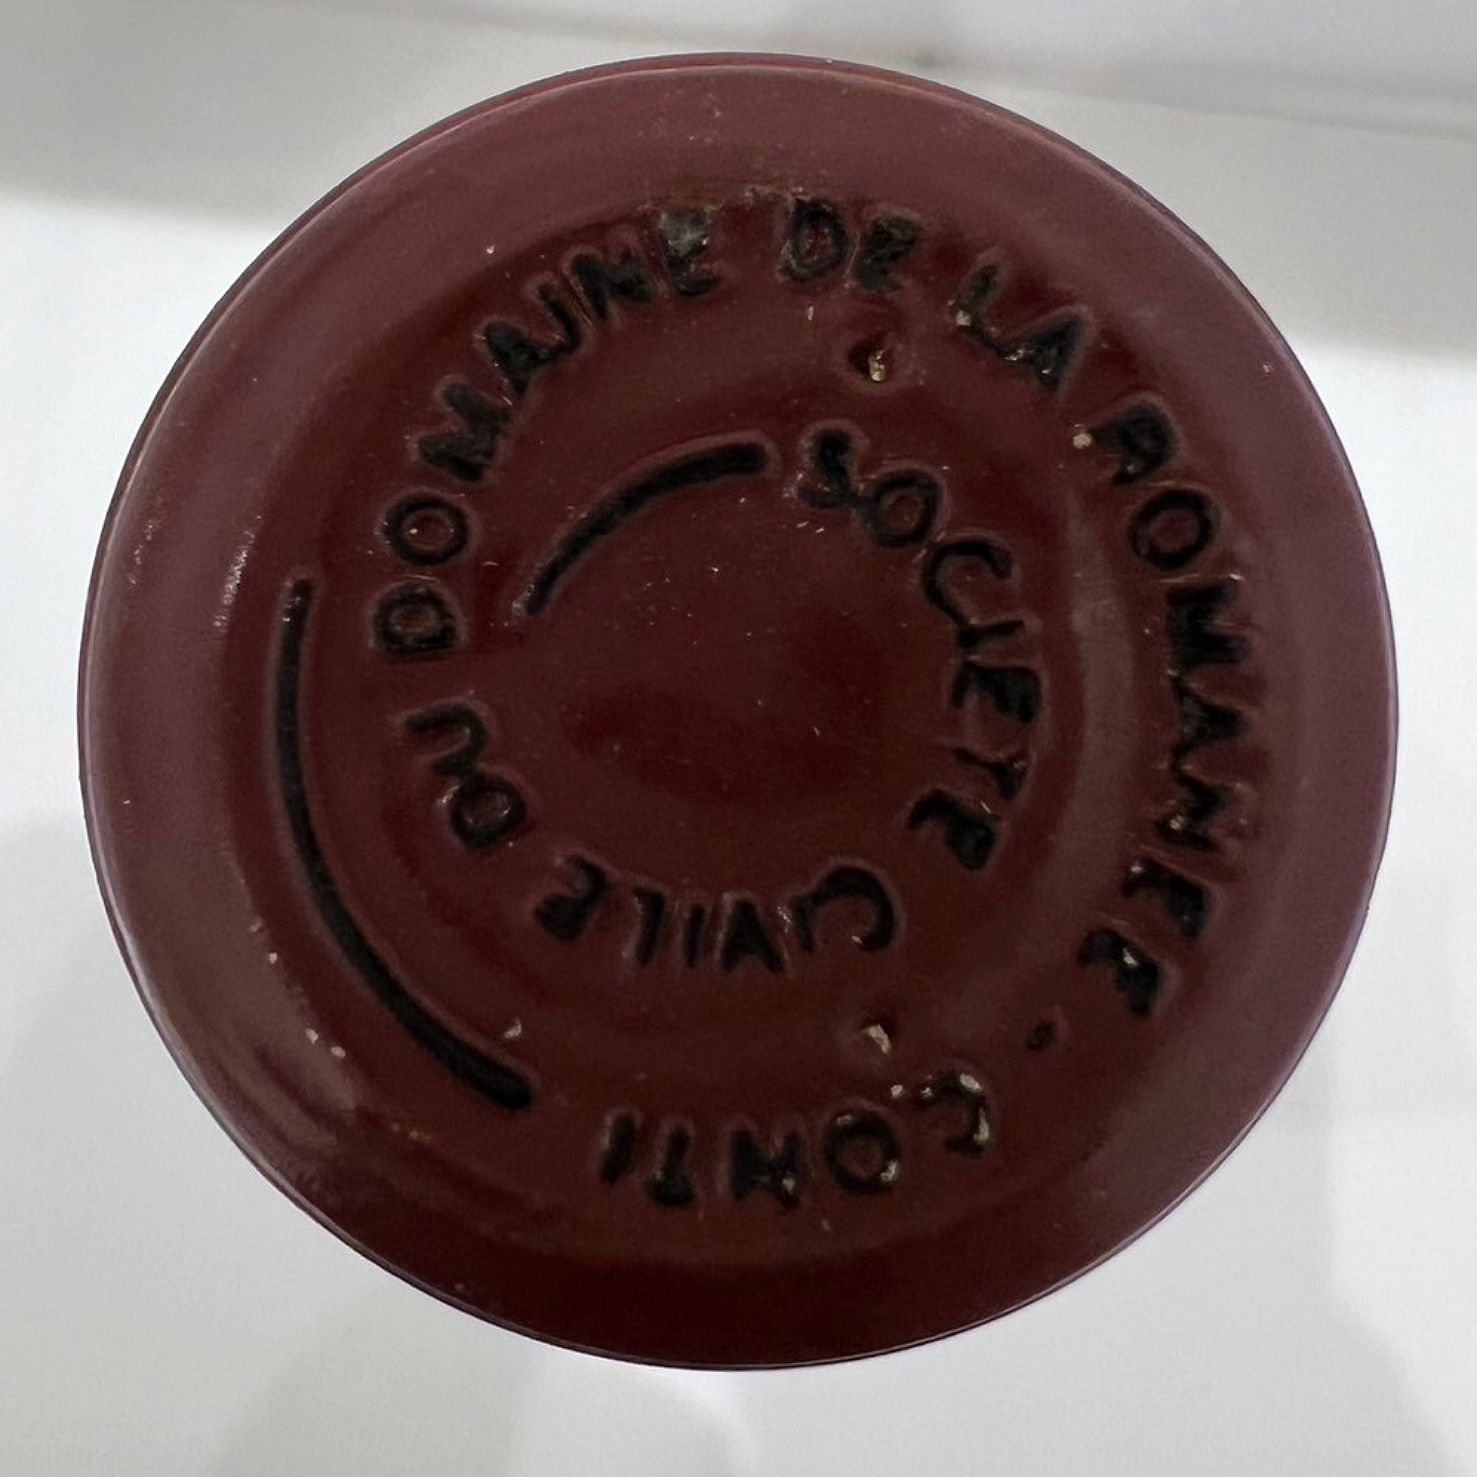 SOCIETE CIVILE DU DOMAINE DE LA ROMANEE-CONTI